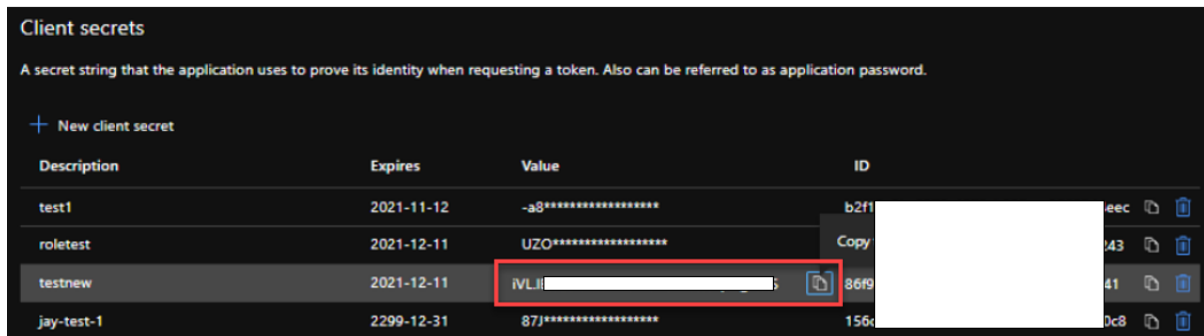 Client secrets
A secret string that the application uses to prove its identity when requesting a token. Also can be referred to as application password.
New client secret
Description Expires Value ID
test1 2021-11-12 -a8****************** b2f1 eec
roletest 2021-12-11 UZO****************** Copy 243
testnew 2021-12-11 86f9 41
jay-test-1 2299-12-31 87J****************** 156c 0c8